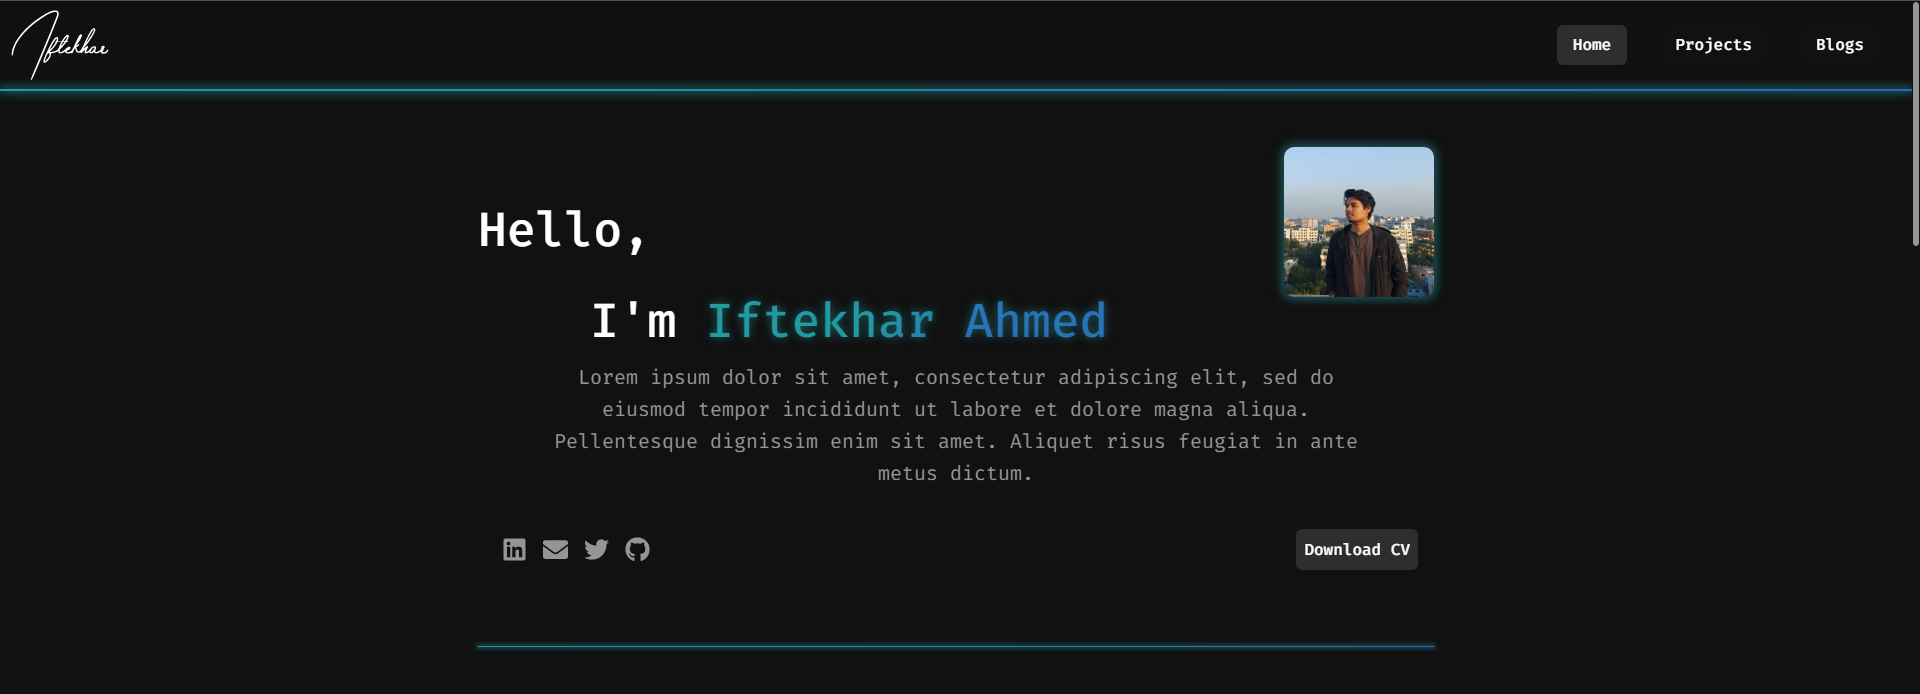 Iftekhar
Home
Projects
Blogs
Hello,
I'm Iftekhar Ahmed
Lorem ipsum dolor sit amet, consectetur adipiscing elit, sed do
eiusmod tempor incididunt ut labore et dolore magna aliqua.
Pellentesque dignissim enim sit amet. Aliquet risus feugiat in ante
metus dictum.
Download CV